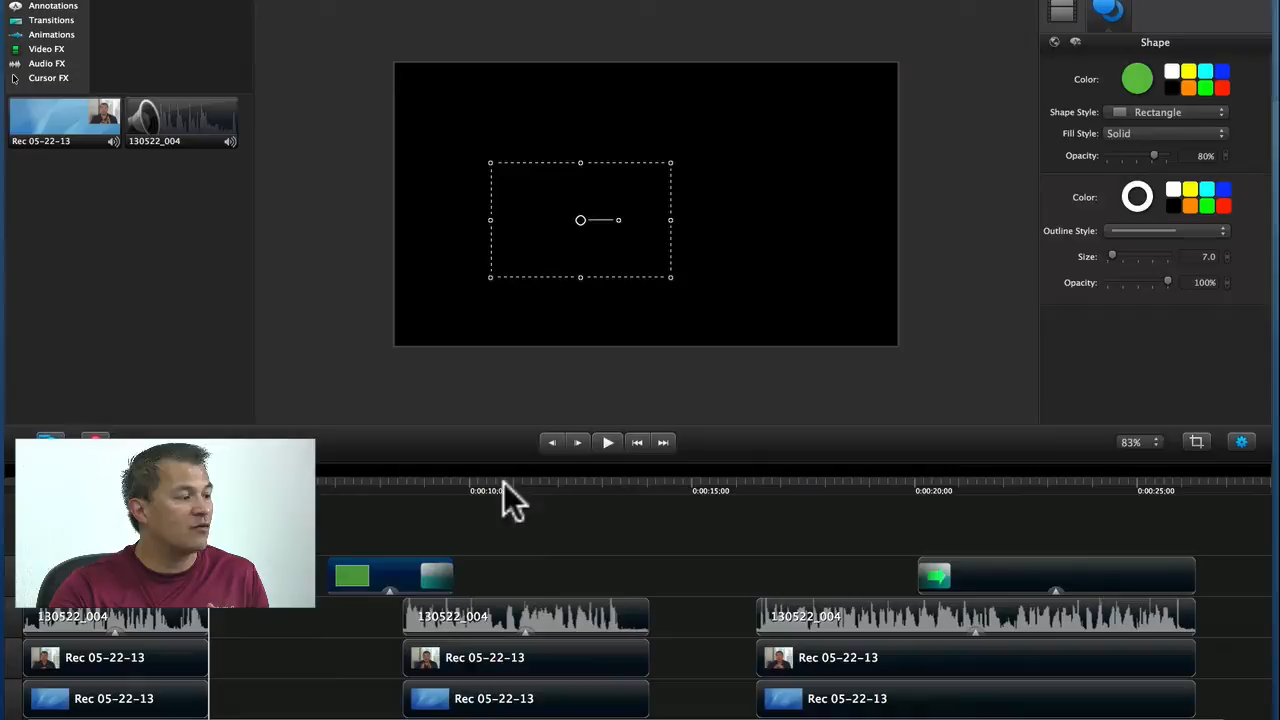 Annotations
Transitions
Animations
Video FX
Audio FX
Cursor FX
Rec 05-22-13
130522_004
Shape
Color:
Shape Style: Rectangle
Fill Style: Solid
Opacity: 80%
Color:
Outline Style:
Size: 7.0
Opacity: 100%
83%
0:00:10:0
0:00:15:00
0:00:20:00
0:00:25:00
130522_004
130522_004
130522_004
Rec 05-22-13
Rec 05-22-13
Rec 05-22-13
Rec 05-22-13
Rec 05-22-13
Rec 05-22-13